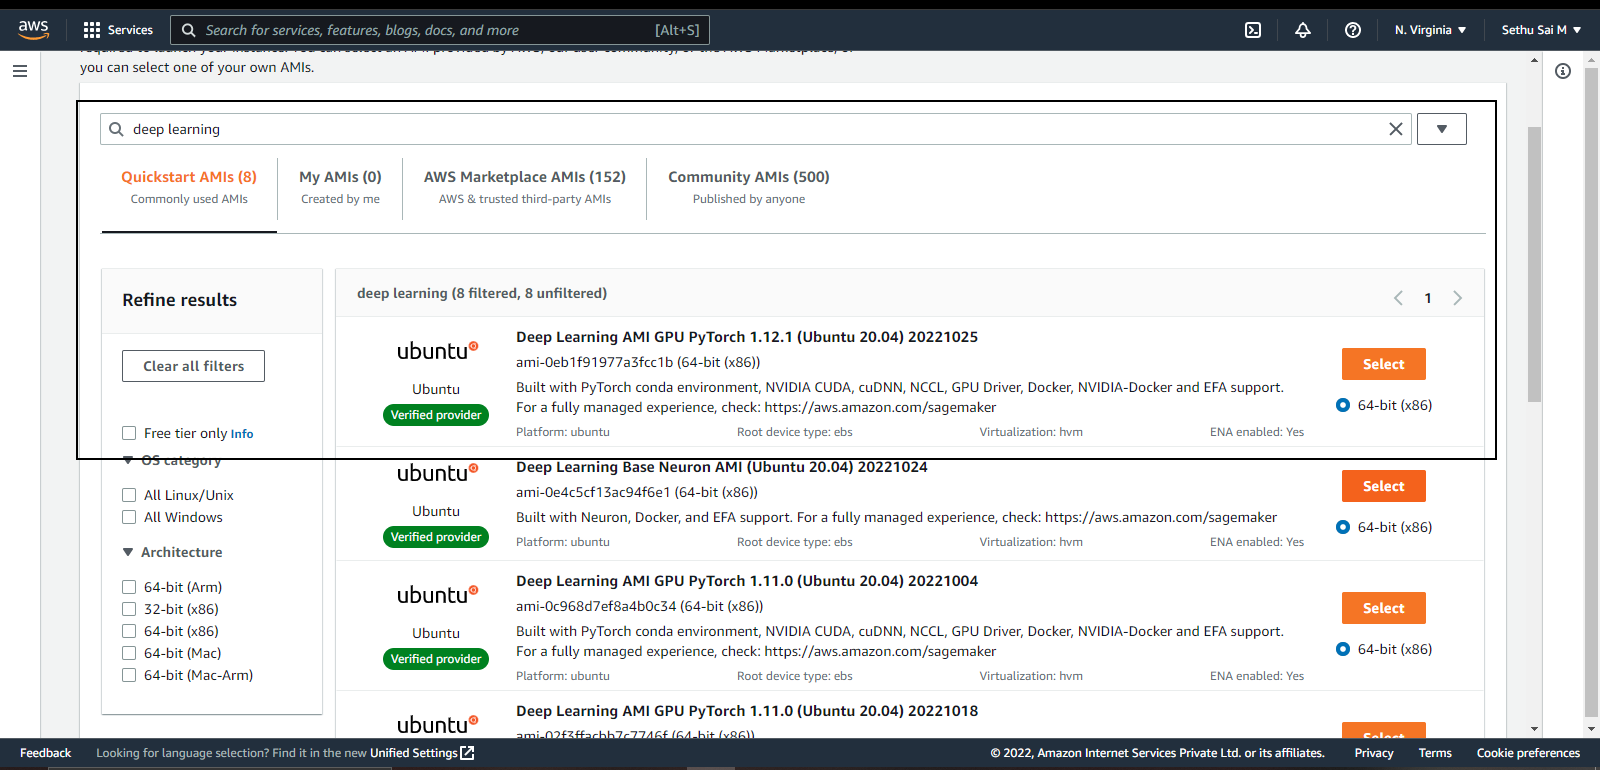 aws
Services
Search for services, features, blogs, docs, and more
[Alt+S]
N. Virginia
Sethu Sai M
you can select one of your own AMIs.
deep learning
Quickstart AMIs (8)
Commonly used AMIs
My AMIs (0)
Created by me
AWS Marketplace AMIs (152)
AWS & trusted third-party AMIs
Community AMIs (500)
Published by anyone
Refine results
Clear all filters
Free tier only Info
OS category
All Linux/Unix
All Windows
Architecture
64-bit (Arm)
32-bit (x86)
64-bit (x86)
64-bit (Mac)
64-bit (Mac-Arm)
deep learning (8 filtered, 8 unfiltered)
1
ubuntu
Ubuntu
Verified provider
Deep Learning AMI GPU PyTorch 1.12.1 (Ubuntu 20.04) 20221025
ami-0eb1f91977a3fcc1b (64-bit (x86))
Built with PyTorch conda environment, NVIDIA CUDA, cuDNN, NCCL, GPU Driver, Docker, NVIDIA-Docker and EFA support.
For a fully managed experience, check: https://aws.amazon.com/sagemaker
Platform: ubuntu
Root device type: ebs
Virtualization: hvm
ENA enabled: Yes
Select
64-bit (x86)
ubuntu
Ubuntu
Verified provider
Deep Learning Base Neuron AMI (Ubuntu 20.04) 20221024
ami-0e4c5cf13ac94f6e1 (64-bit (x86))
Built with Neuron, Docker, and EFA support. For a fully managed experience, check: https://aws.amazon.com/sagemaker
Platform: ubuntu
Root device type: ebs
Virtualization: hvm
ENA enabled: Yes
Select
64-bit (x86)
ubuntu
Ubuntu
Verified provider
Deep Learning AMI GPU PyTorch 1.11.0 (Ubuntu 20.04) 20221004
ami-0c968d7ef8a4b0c34 (64-bit (x86))
Built with PyTorch conda environment, NVIDIA CUDA, cuDNN, NCCL, GPU Driver, Docker, NVIDIA-Docker and EFA support.
For a fully managed experience, check: https://aws.amazon.com/sagemaker
Platform: ubuntu
Root device type: ebs
Virtualization: hvm
ENA enabled: Yes
Select
64-bit (x86)
ubuntu
Deep Learning AMI GPU PyTorch 1.11.0 (Ubuntu 20.04) 20221018
Select
Feedback
Looking for language selection? Find it in the new Unified Settings
© 2022, Amazon Internet Services Private Ltd. or its affiliates.
Privacy
Terms
Cookie preferences